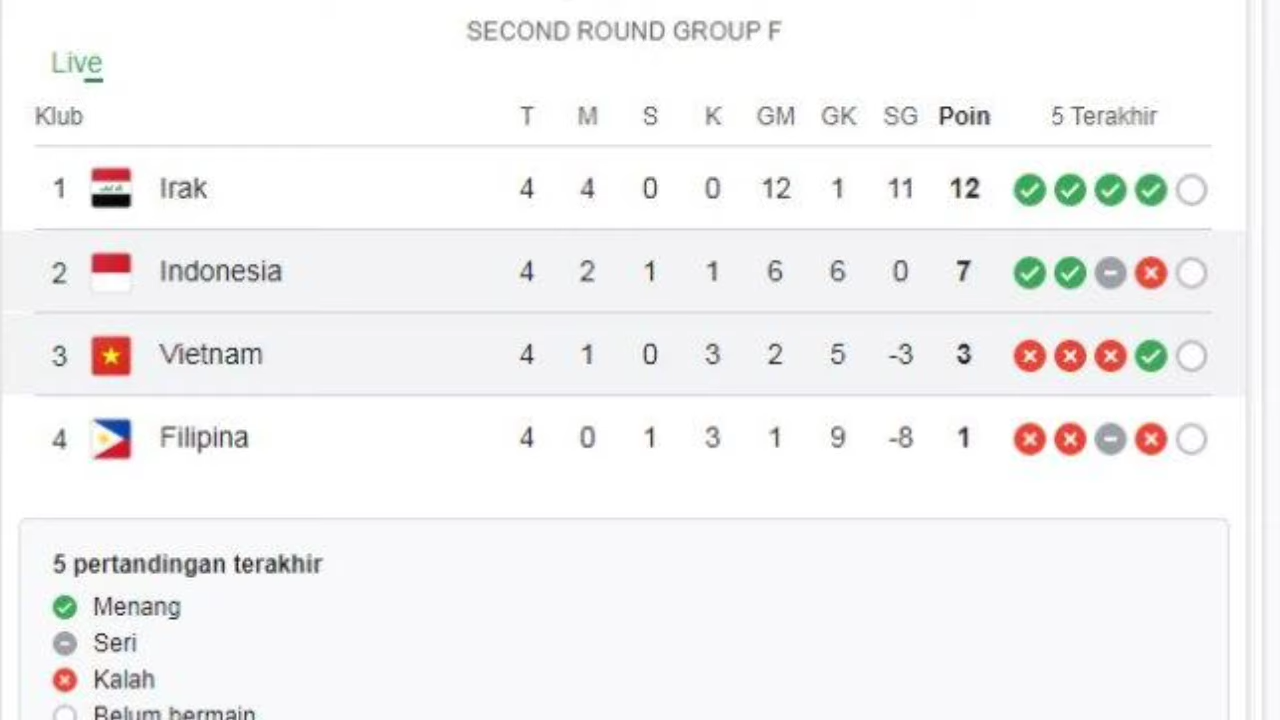 SECOND ROUND GROUP F
Live
Klub T M S K GM GK SG Poin 5 Terakhir
1 Irak 4 4 0 0 12 1 11 12
2 Indonesia 4 2 1 1 6 6 0 7
3 Vietnam 4 1 0 3 2 5 -3 3
4 Filipina 4 0 1 3 1 9 -8 1
5 pertandingan terakhir
Menang
Seri
Kalah
Belum bermain